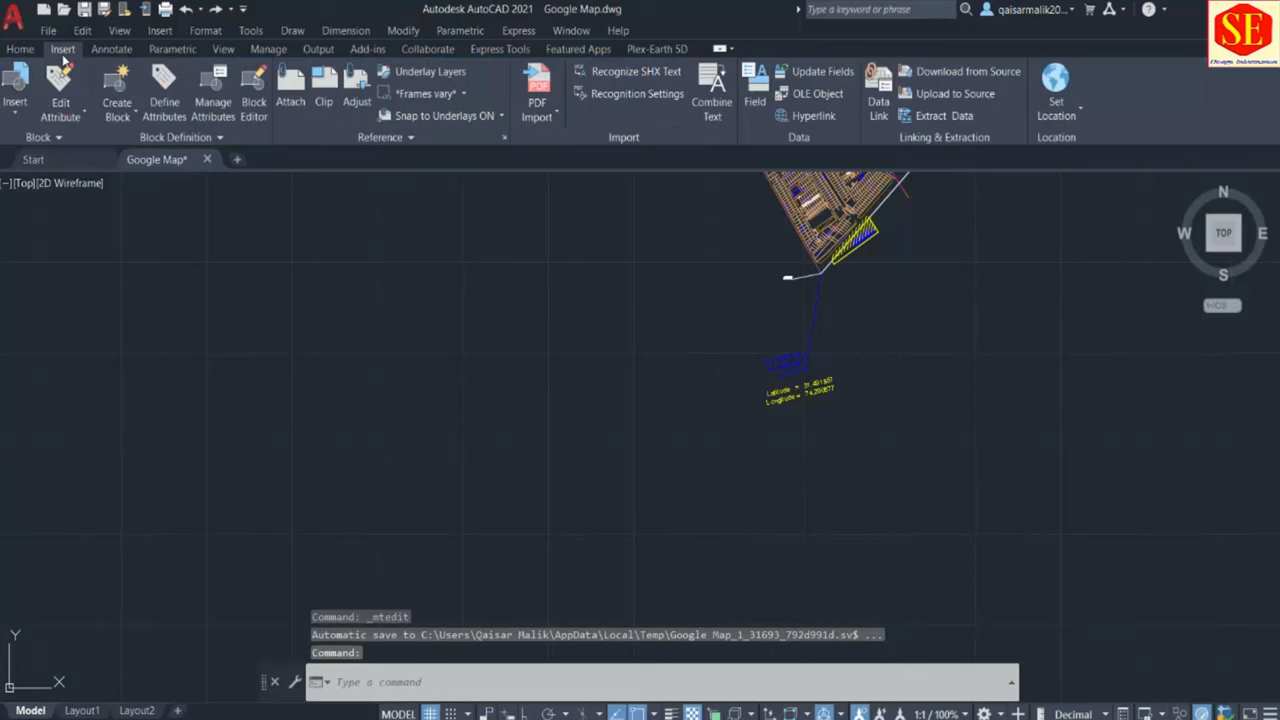 Autodesk AutoCAD 2021 Google Map.dwg
Type a keyword or phrase
qaisarmalik20...
SE
File Edit View Insert Format Tools Draw Dimension Modify Parametric Express Window Help
Home Insert Annotate Parametric View Manage Output Add-ins Collaborate Express Tools Featured Apps Plex-Earth 5D
Insert
Edit Attribute
Create Block
Define Attributes
Manage Attributes
Block Editor
Attach
Clip
Adjust
Underlay Layers
*Frames vary*
Snap to Underlays ON
PDF Import
Recognize SHX Text
Recognition Settings
Combine Text
Field
Update Fields
OLE Object
Hyperlink
Data Link
Download from Source
Upload to Source
Extract Data
Set Location
Block
Block Definition
Reference
Import
Data
Linking & Extraction
Location
Start
Google Map*
[−][Top][2D Wireframe]
N
W
TOP
E
S
WCS
Latitude = 31.491657
Command: _mtedit
Automatic save to C:\Users\Qaisar Malik\AppData\Local\Temp\Google Map_1_31693_792d991d.sv$ ...
Command:
Type a command
Y
X
Model Layout1 Layout2
MODEL
1:1 / 100%
Decimal